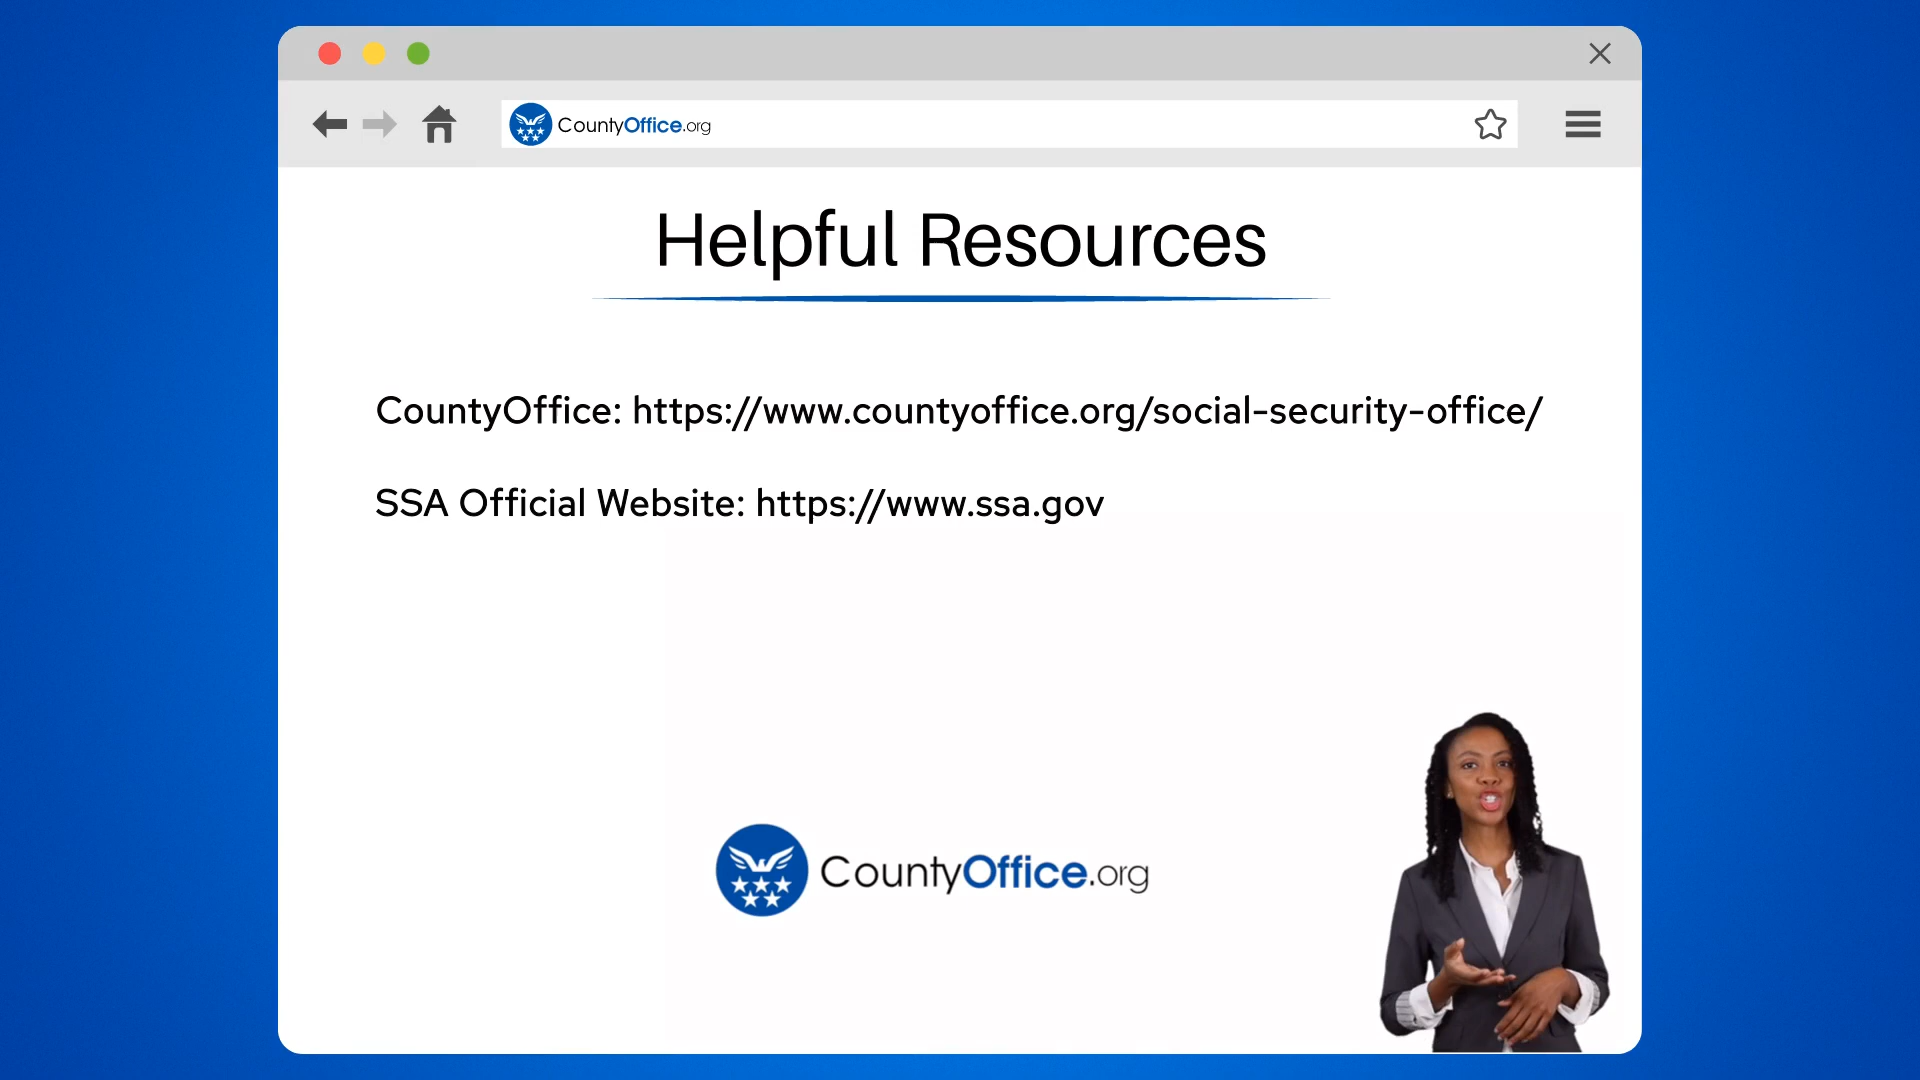 CountyOffice.org
Helpful Resources
CountyOffice: https://www.countyoffice.org/social-security-office/
SSA Official Website: https://www.ssa.gov
CountyOffice.org